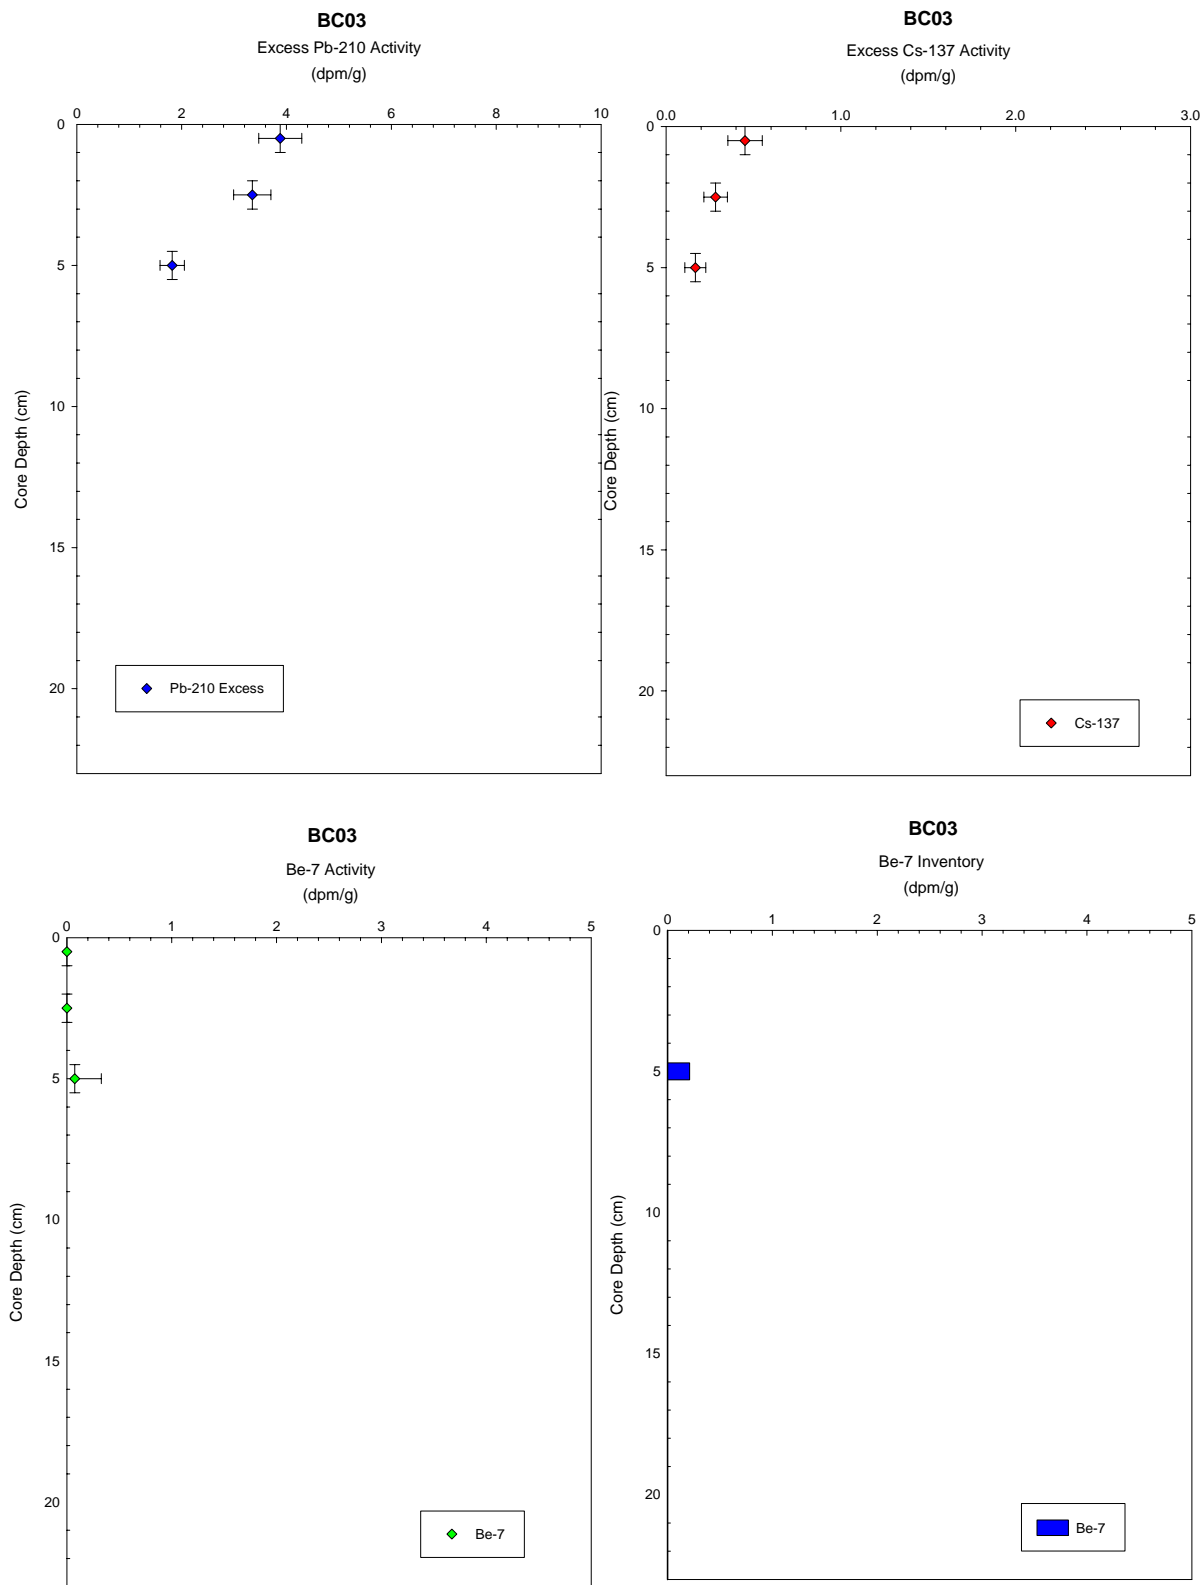 BC03
Excess Pb-210 Activity
(dpm/g)
0 2 4 6 8 10
0
5
10
15
20
Core Depth (cm)
Pb-210 Excess
BC03
Excess Cs-137 Activity
(dpm/g)
0.0 1.0 2.0 3.0
0
5
10
15
20
Core Depth (cm)
Cs-137
BC03
Be-7 Activity
(dpm/g)
0 1 2 3 4 5
0
5
10
15
20
Core Depth (cm)
Be-7
BC03
Be-7 Inventory
(dpm/g)
0 1 2 3 4 5
0
5
10
15
20
Core Depth (cm)
Be-7